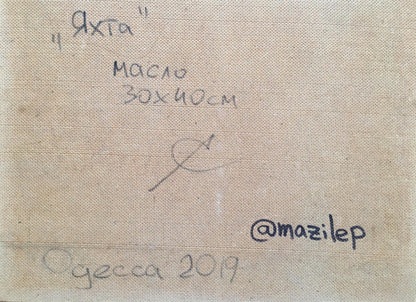 „Яхта"
масло
30x40см
@mazilep
Одесса 2019